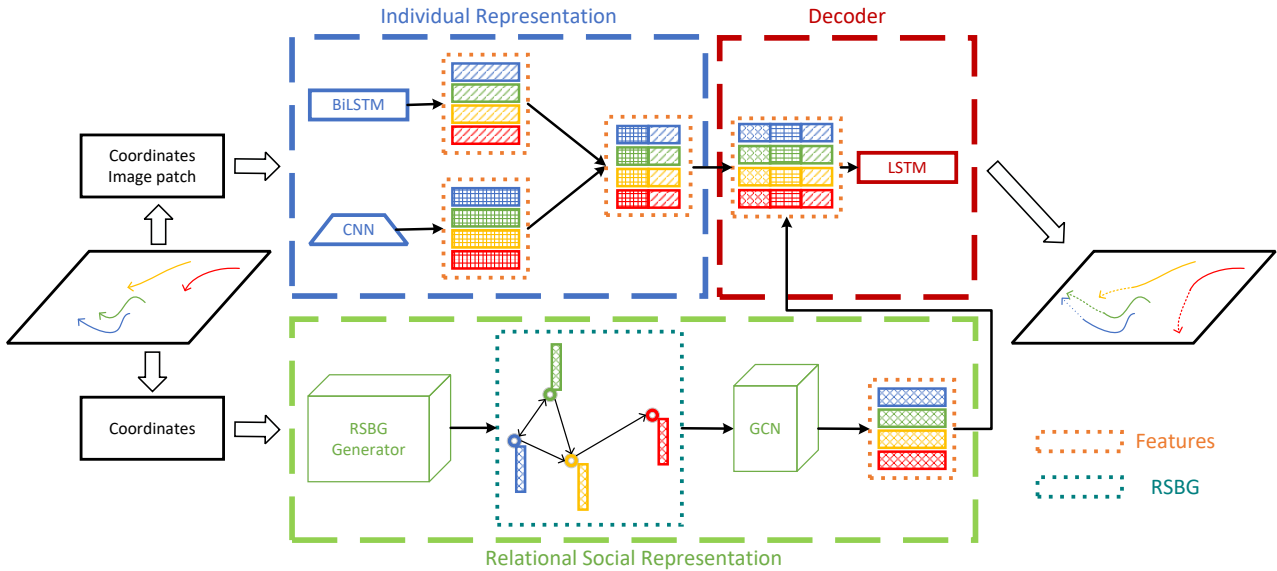 Individual Representation
Decoder
BiLSTM
Coordinates
Image patch
LSTM
CNN
Coordinates
RSBG
Generator
GCN
Features
RSBG
Relational Social Representation